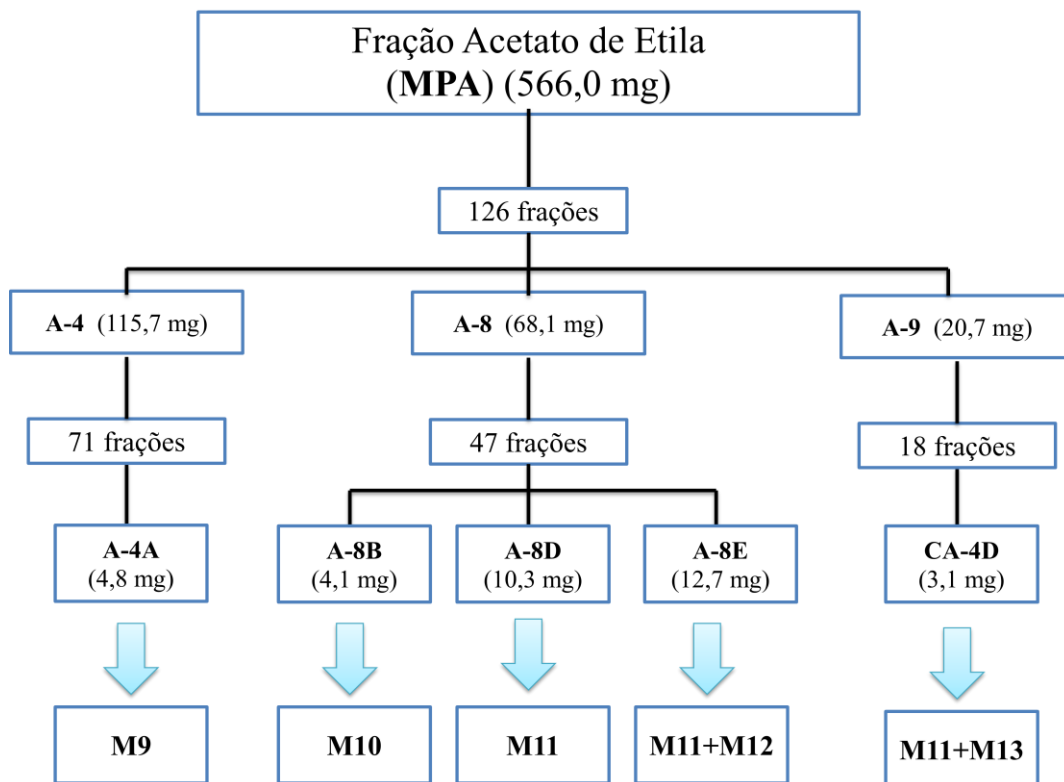 Fração Acetato de Etila
(MPA) (566,0 mg)
126 frações
A-4 (115,7 mg)
A-8 (68,1 mg)
A-9 (20,7 mg)
71 frações
47 frações
18 frações
A-4A
(4,8 mg)
A-8B
(4,1 mg)
A-8D
(10,3 mg)
A-8E
(12,7 mg)
CA-4D
(3,1 mg)
M9
M10
M11
M11+M12
M11+M13